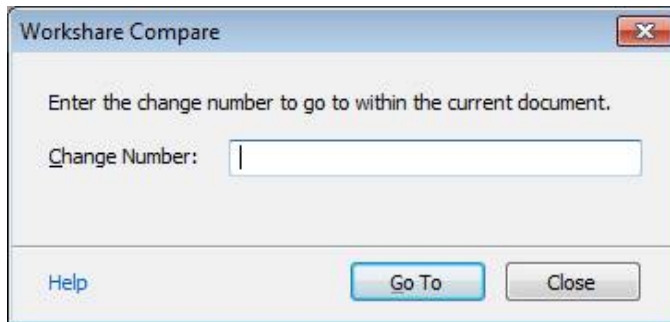 Workshare Compare
Enter the change number to go to within the current document.
Change Number:
Help
Go To
Close